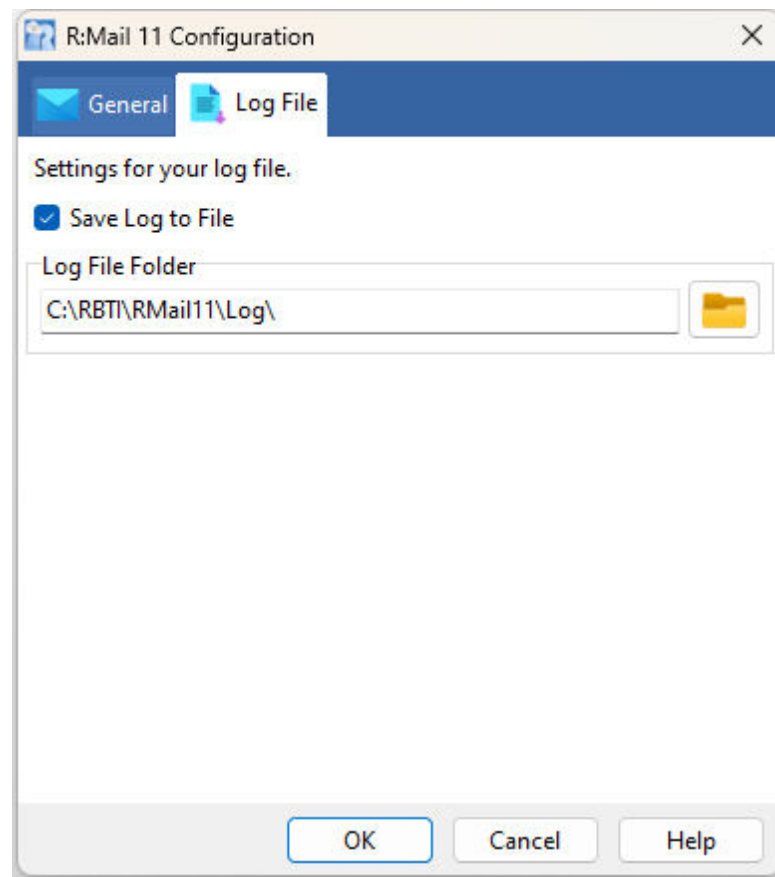 R:Mail 11 Configuration
General
Log File
Settings for your log file.
Save Log to File
Log File Folder
C:\RBTI\RMail11\Log\
OK
Cancel
Help